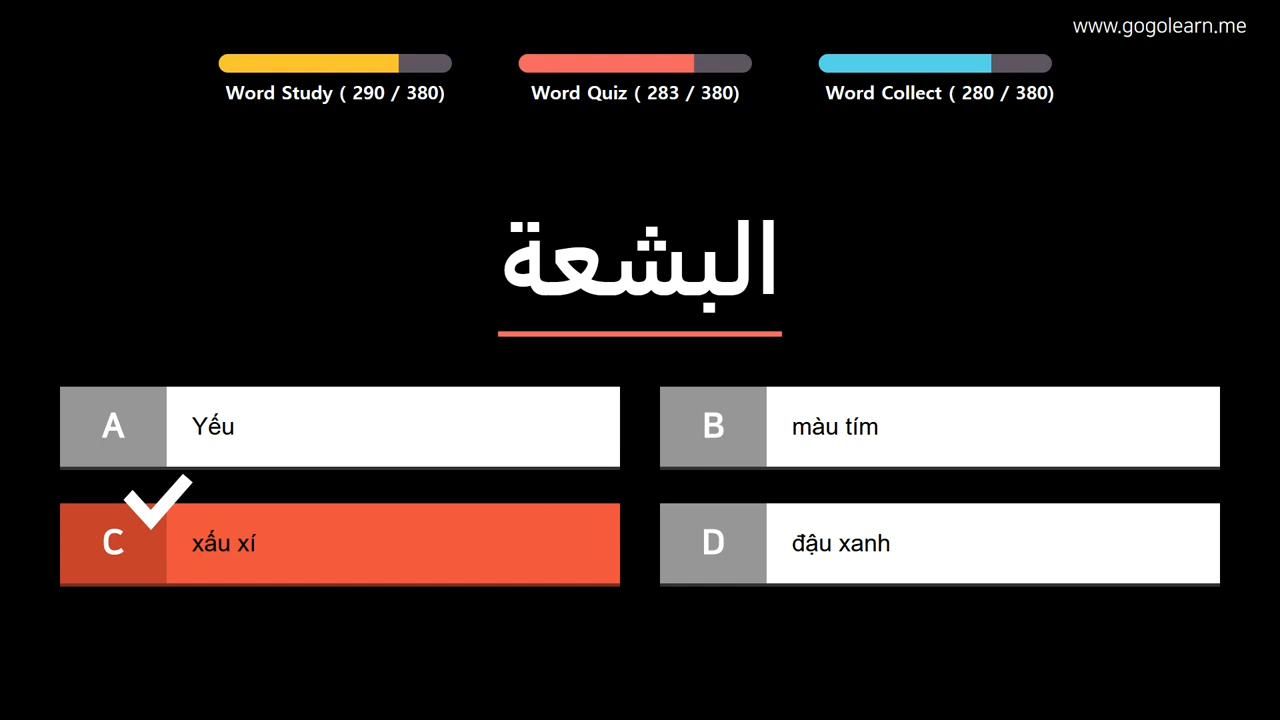 www.gogolearn.me
Word Study ( 290 / 380)
Word Quiz ( 283 / 380)
Word Collect ( 280 / 380)
البشعة
A
Yếu
B
màu tím
C
xấu xí
D
đậu xanh